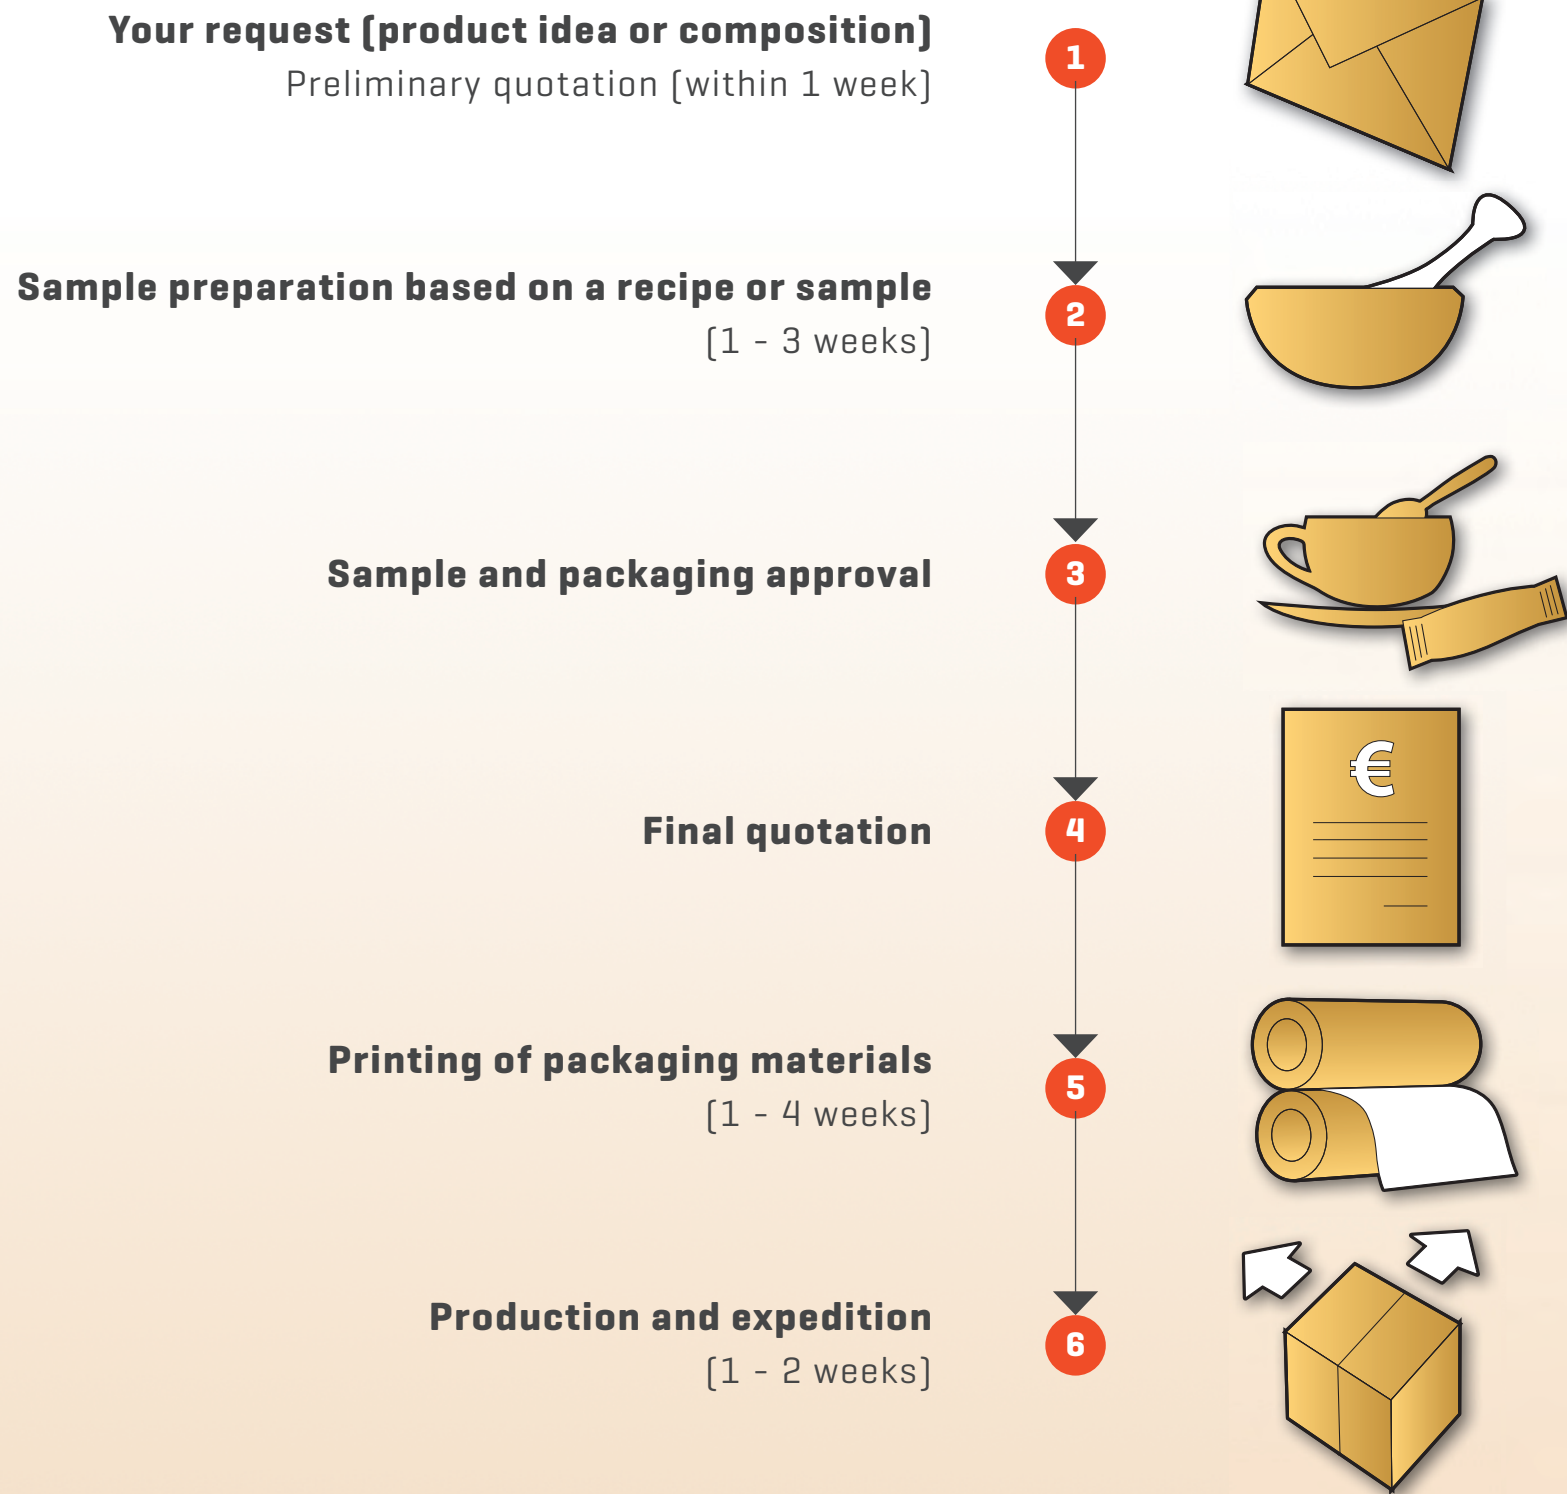 Your request (product idea or composition)
Preliminary quotation (within 1 week)
1
Sample preparation based on a recipe or sample
(1 - 3 weeks)
2
Sample and packaging approval
3
Final quotation
4
€
Printing of packaging materials
(1 - 4 weeks)
5
Production and expedition
(1 - 2 weeks)
6